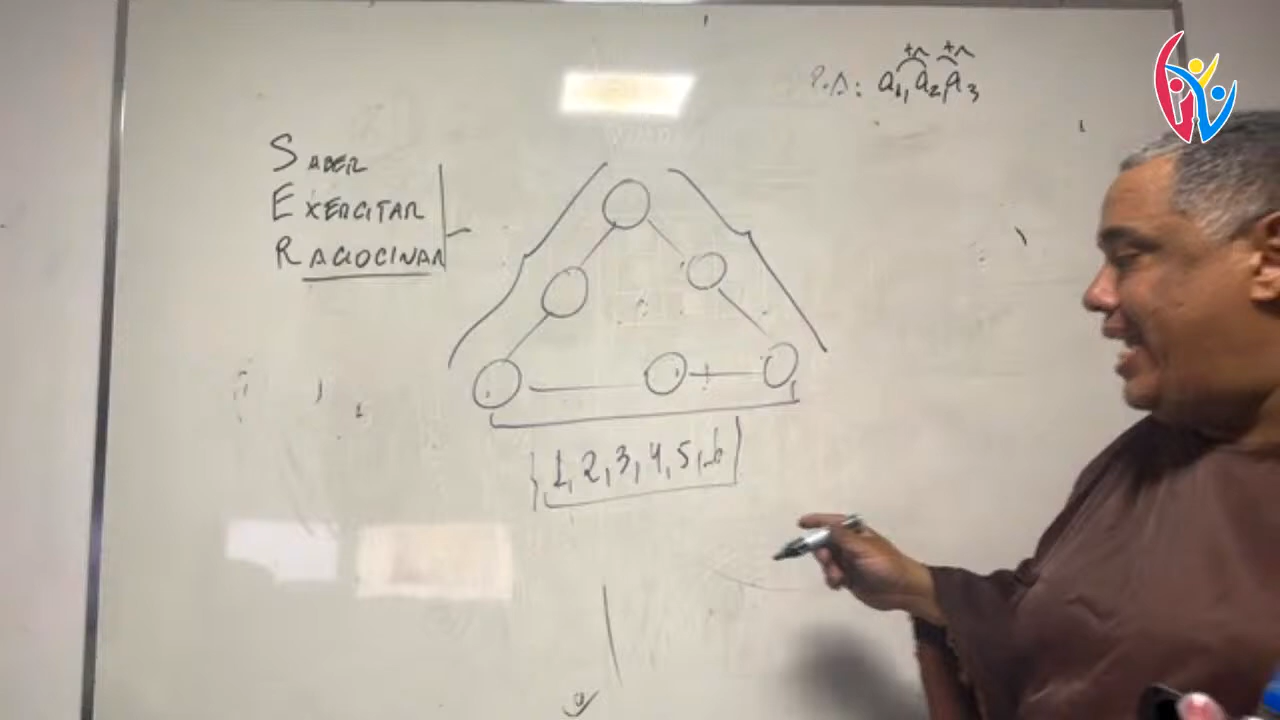 P.A: a1, a2, a3
+r +r
SABER
EXERCITAR
RACIOCINAR
{1, 2, 3, 4, 5, 6}